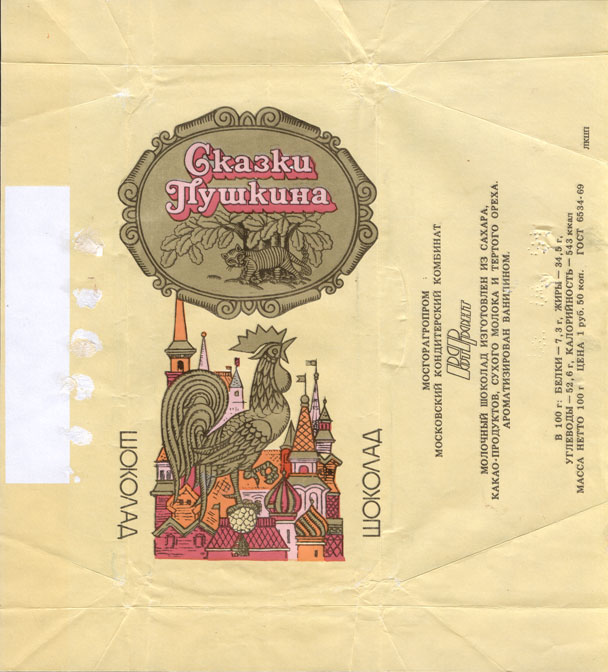 Сказки
Пушкина
ШОКОЛАД
ШОКОЛАД
МОСГОРАГРОПРОМ
МОСКОВСКИЙ КОНДИТЕРСКИЙ КОМБИНАТ
РотФронт
МОЛОЧНЫЙ ШОКОЛАД ИЗГОТОВЛЕН ИЗ САХАРА,
КАКАО-ПРОДУКТОВ, СУХОГО МОЛОКА И ТЕРТОГО ОРЕХА.
АРОМАТИЗИРОВАН ВАНИЛИНОМ.
В 100 г: БЕЛКИ — 7,3 г, ЖИРЫ — 34,5 г,
УГЛЕВОДЫ — 52,6 г, КАЛОРИЙНОСТЬ — 543 ккал
МАССА НЕТТО 100 г ЦЕНА 1 руб. 50 коп. ГОСТ 6534-69
ЛКШП